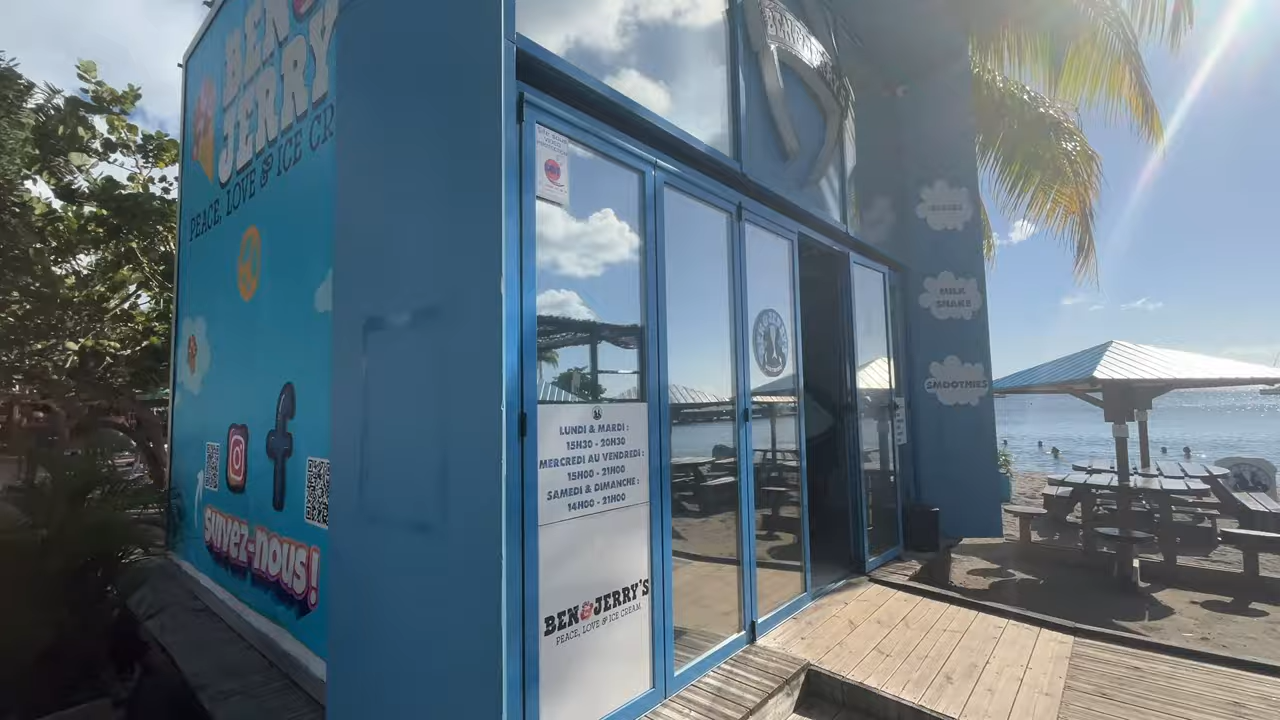 BEN &
JERRY
PEACE, LOVE & ICE CR
SUIVEZ-NOUS!
LUNDI & MARDI :
15H30 - 20H30
MERCREDI AU VENDREDI :
15H00 - 21H00
SAMEDI & DIMANCHE :
14H00 - 21H00
BEN & JERRY'S
PEACE, LOVE & ICE CREAM
MILK
SHAKE
SMOOTHIES